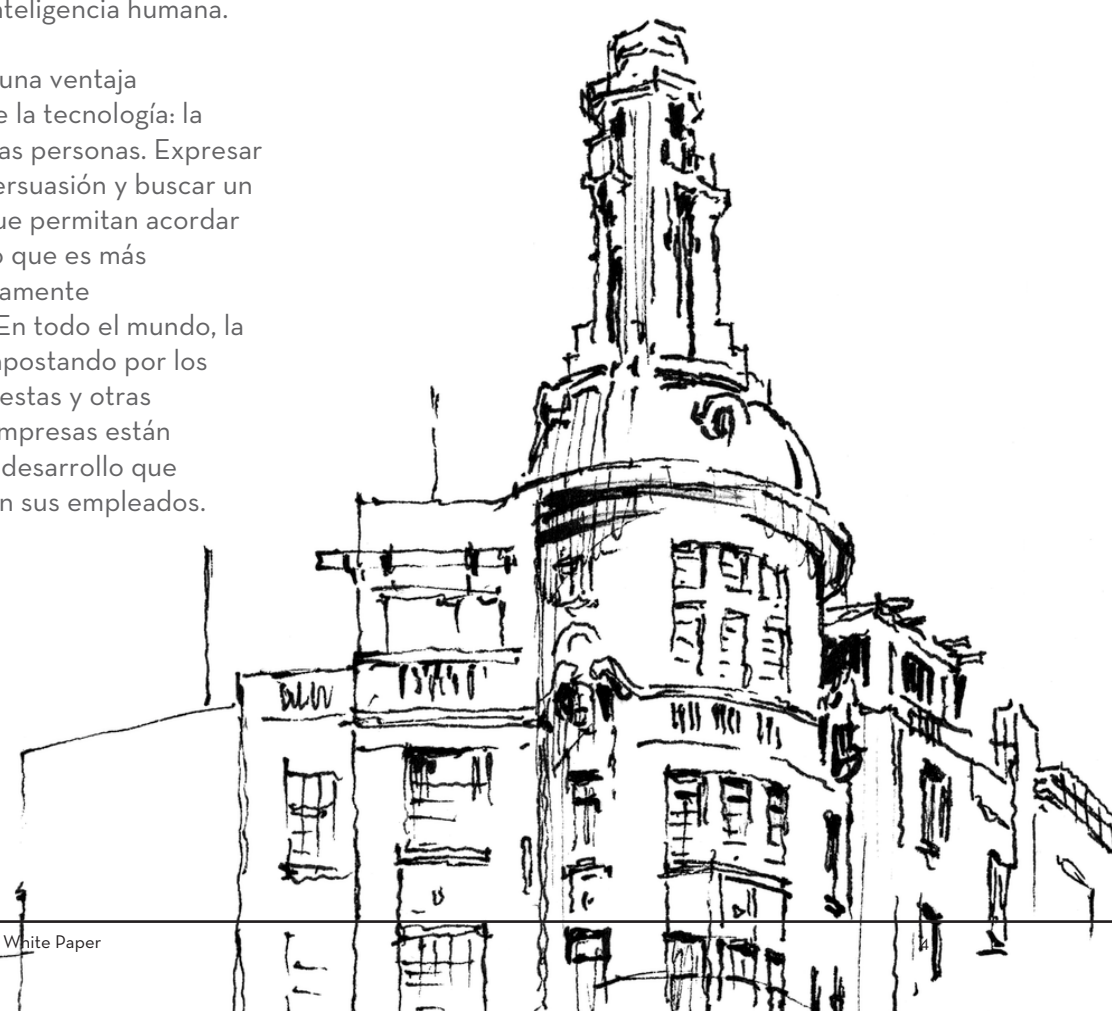 nteligencia humana.
una ventaja
e la tecnología: la
as personas. Expresar
ersuasión y buscar un
ue permitan acordar
o que es más
amente
En todo el mundo, la
apostando por los
estas y otras
mpresas están
desarrollo que
n sus empleados.
White Paper
4